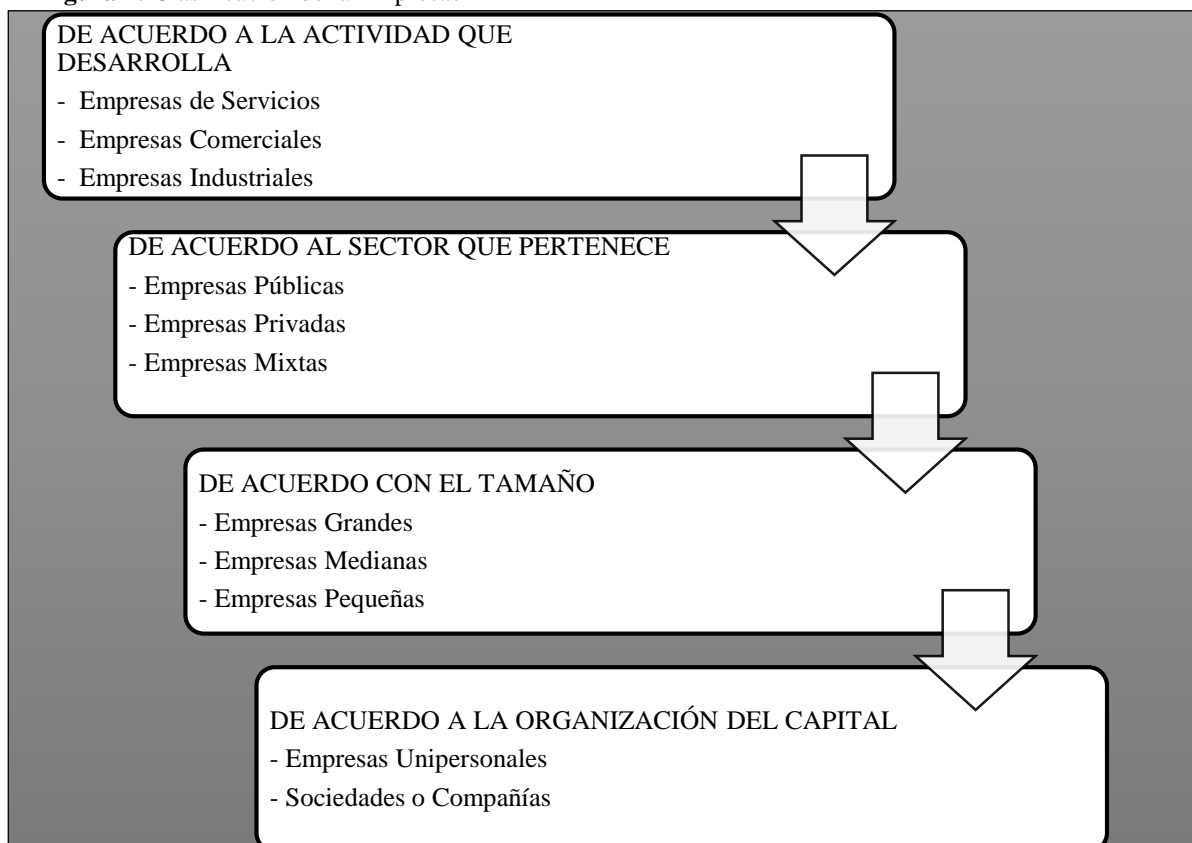 DE ACUERDO A LA ACTIVIDAD QUE
DESARROLLA
- Empresas de Servicios
- Empresas Comerciales
- Empresas Industriales
DE ACUERDO AL SECTOR QUE PERTENECE
- Empresas Públicas
- Empresas Privadas
- Empresas Mixtas
DE ACUERDO CON EL TAMAÑO
- Empresas Grandes
- Empresas Medianas
- Empresas Pequeñas
DE ACUERDO A LA ORGANIZACIÓN DEL CAPITAL
- Empresas Unipersonales
- Sociedades o Compañías